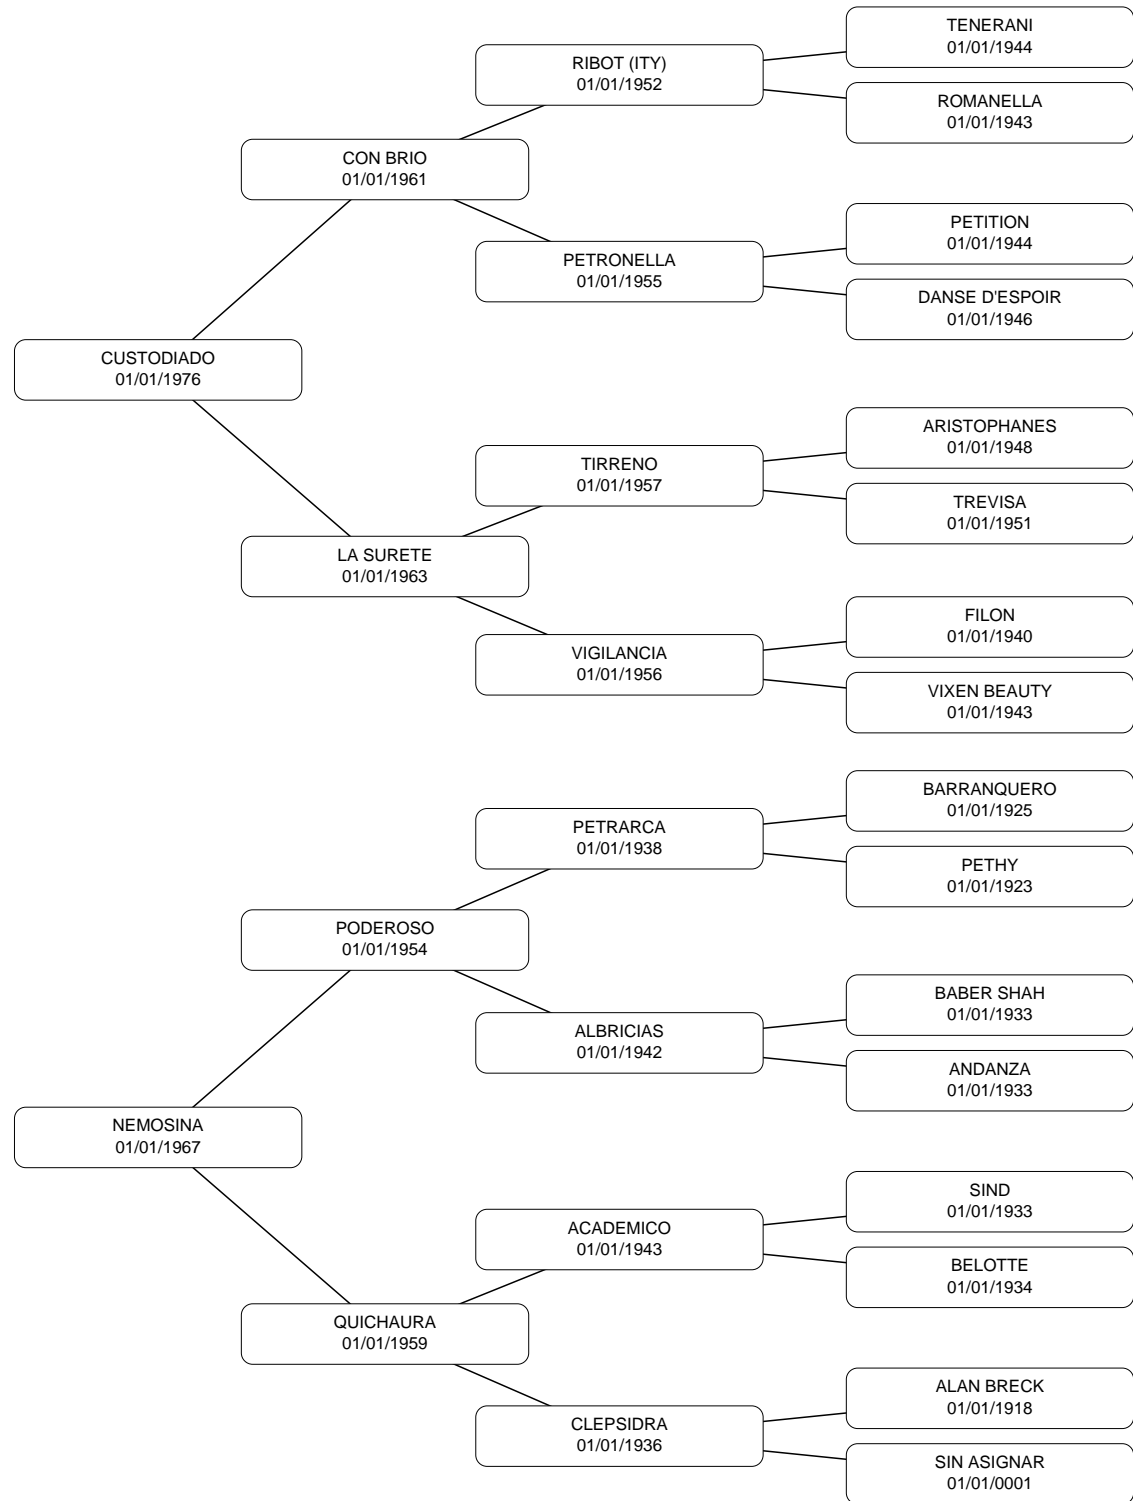 TENERANI
01/01/1944
RIBOT (ITY)
01/01/1952
ROMANELLA
01/01/1943
CON BRIO
01/01/1961
PETITION
01/01/1944
PETRONELLA
01/01/1955
DANSE D'ESPOIR
01/01/1946
CUSTODIADO
01/01/1976
ARISTOPHANES
01/01/1948
TIRRENO
01/01/1957
TREVISA
01/01/1951
LA SURETE
01/01/1963
FILON
01/01/1940
VIGILANCIA
01/01/1956
VIXEN BEAUTY
01/01/1943
BARRANQUERO
01/01/1925
PETRARCA
01/01/1938
PETHY
01/01/1923
PODEROSO
01/01/1954
BABER SHAH
01/01/1933
ALBRICIAS
01/01/1942
ANDANZA
01/01/1933
NEMOSINA
01/01/1967
SIND
01/01/1933
ACADEMICO
01/01/1943
BELOTTE
01/01/1934
QUICHAURA
01/01/1959
ALAN BRECK
01/01/1918
CLEPSIDRA
01/01/1936
SIN ASIGNAR
01/01/0001